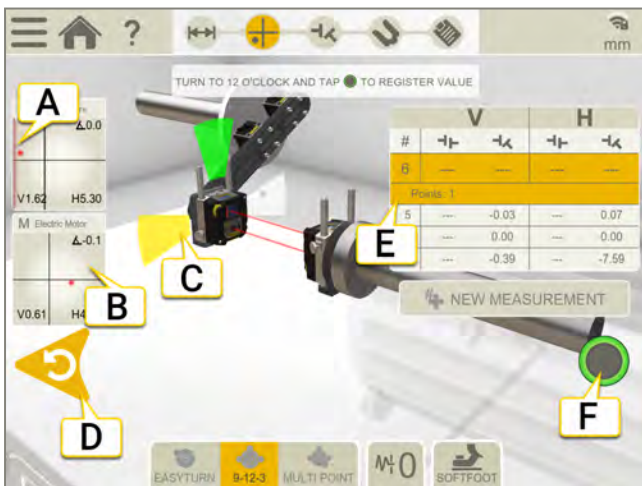 ?
mm
TURN TO 12 O'CLOCK AND TAP TO REGISTER VALUE
A
∡0.0
V1.62 H5.30
M Electric Motor
∡-0.1
V0.61
B
C
D
V H
#
6 --- --- --- ---
Points: 1
5 --- -0.03 --- 0.07
--- 0.00 --- 0.00
--- -0.39 --- -7.59
E
NEW MEASUREMENT
F
EASYTURN 9-12-3 MULTI POINT 0 SOFTFOOT